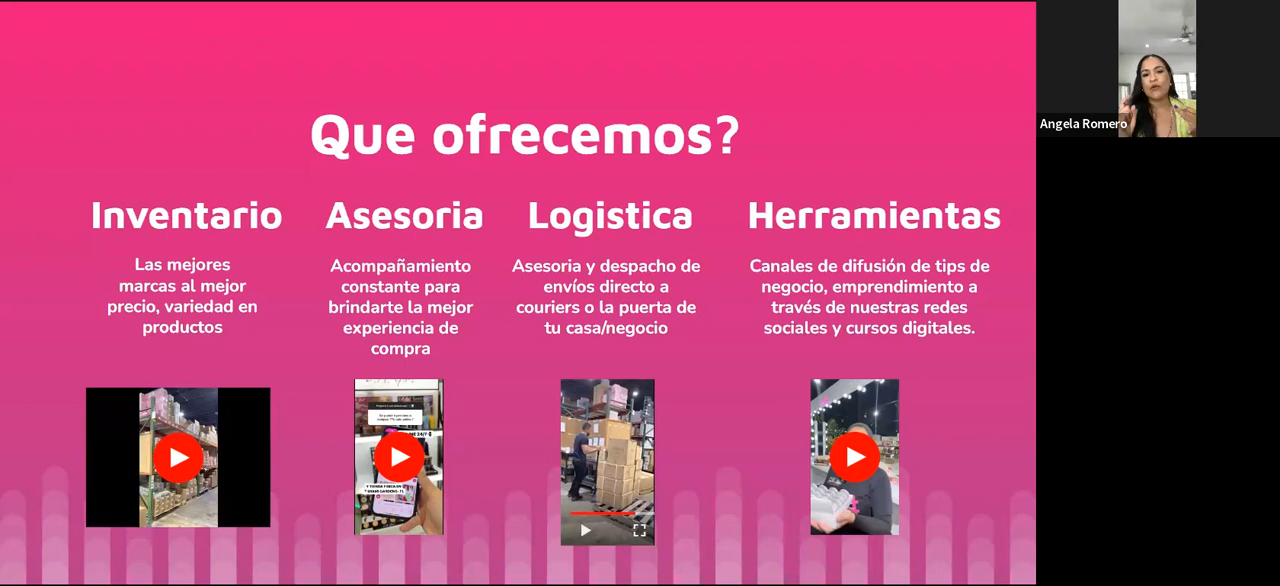 Que ofrecemos?
Inventario
Las mejores
marcas al mejor
precio, variedad en
productos
Asesoria
Acompañamiento
constante para
brindarte la mejor
experiencia de
compra
Logistica
Asesoria y despacho de
envíos directo a
couriers o la puerta de
tu casa/negocio
Herramientas
Canales de difusión de tips de
negocio, emprendimiento a
través de nuestras redes
sociales y cursos digitales.
Angela Romero